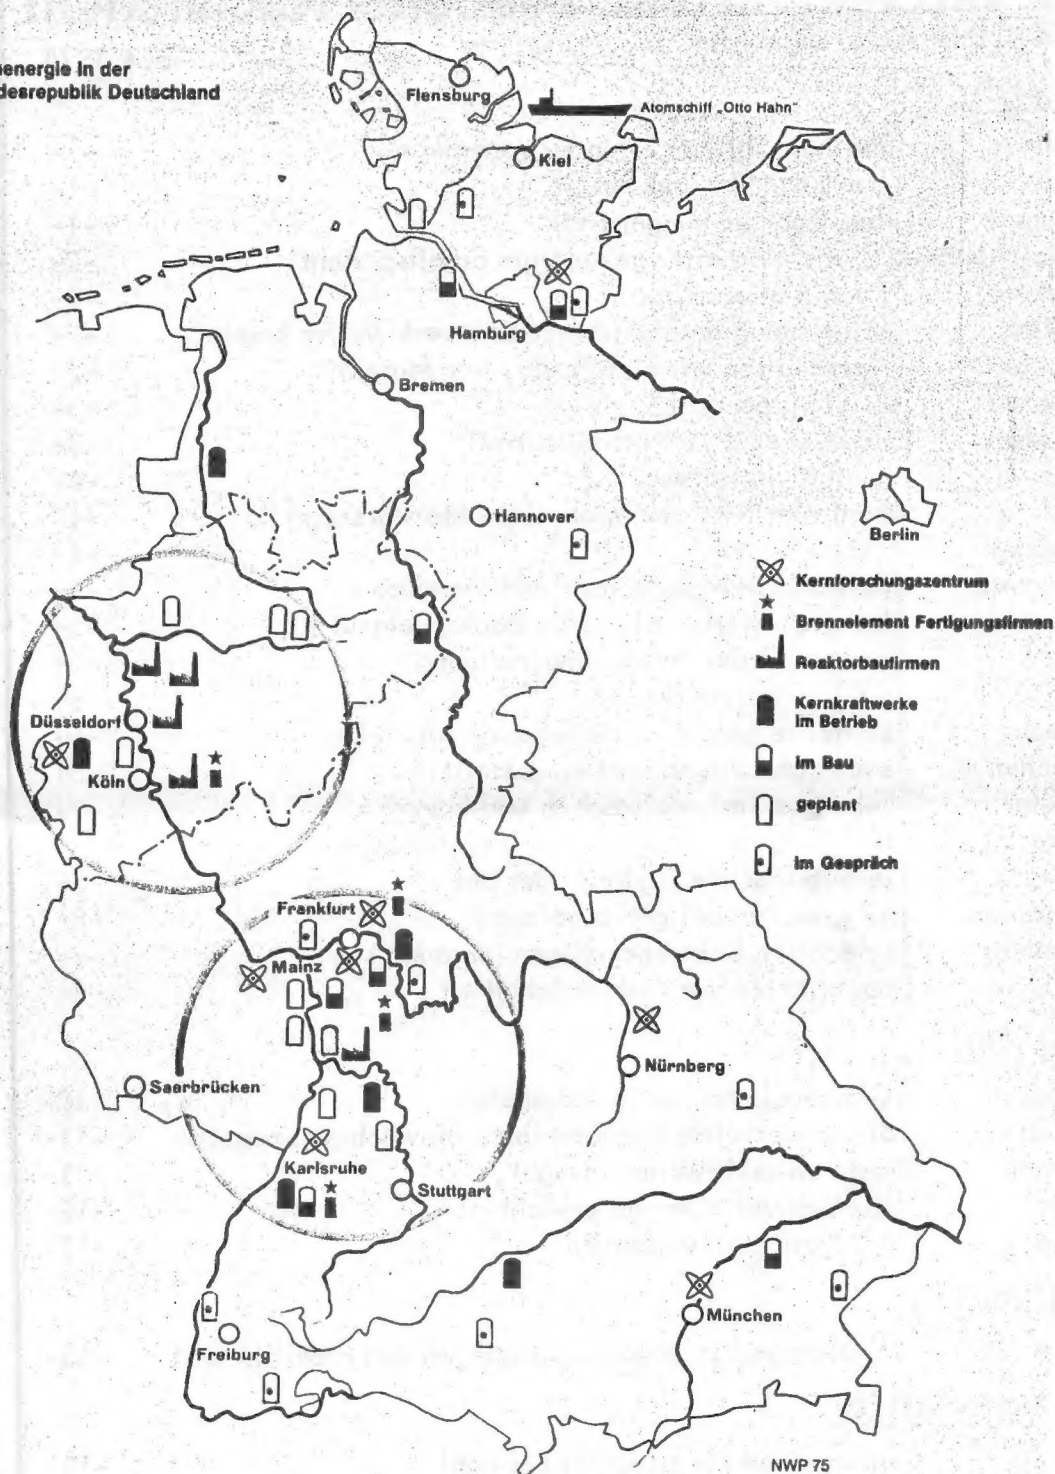 energie in der
desrepublik Deutschland
Flensburg
Atomschiff „Otto Hahn"
Kiel
Hamburg
Bremen
Hannover
Berlin
Kernforschungszentrum
Brennelement Fertigungsfirmen
Reaktorbaufirmen
Kernkraftwerke
im Betrieb
im Bau
geplant
im Gespräch
Düsseldorf
Köln
Frankfurt
Mainz
Saarbrücken
Nürnberg
Karlsruhe
Stuttgart
Freiburg
München
NWP 75